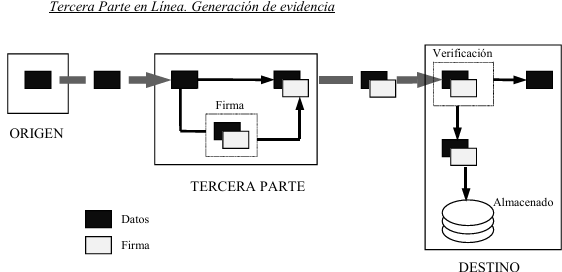 Tercera Parte en Línea. Generación de evidencia
Verificación
Firma
ORIGEN
TERCERA PARTE
Almacenado
Datos
Firma
DESTINO